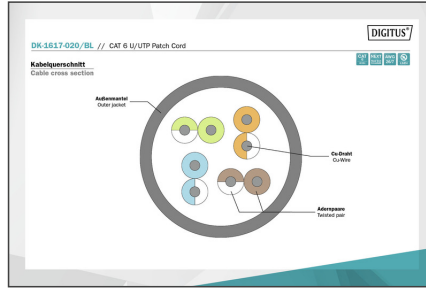 DIGITUS®
DK-1617-020/BL // CAT 6 U/UTP Patch Cord
Kabelquerschnitt
Cable cross section
Außenmantel
Outer jacket
Cu-Draht
Cu-Wire
Adernpaare
Twisted pair